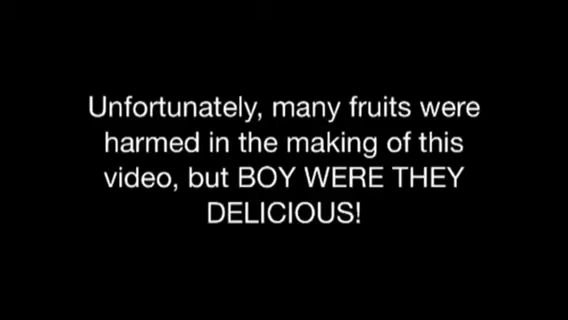 Unfortunately, many fruits were
harmed in the making of this
video, but BOY WERE THEY
DELICIOUS!